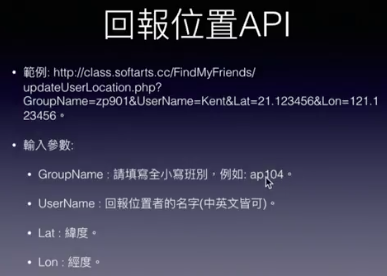 回報位置API
• 範例: http://class.softarts.cc/FindMyFriends/
updateUserLocation.php?
GroupName=zp901&UserName=Kent&Lat=21.123456&Lon=121.1
23456。
• 輸入參數:
• GroupName : 請填寫全小寫班別，例如: ap104。
• UserName : 回報位置者的名字(中英文皆可)。
• Lat : 緯度。
• Lon : 經度。